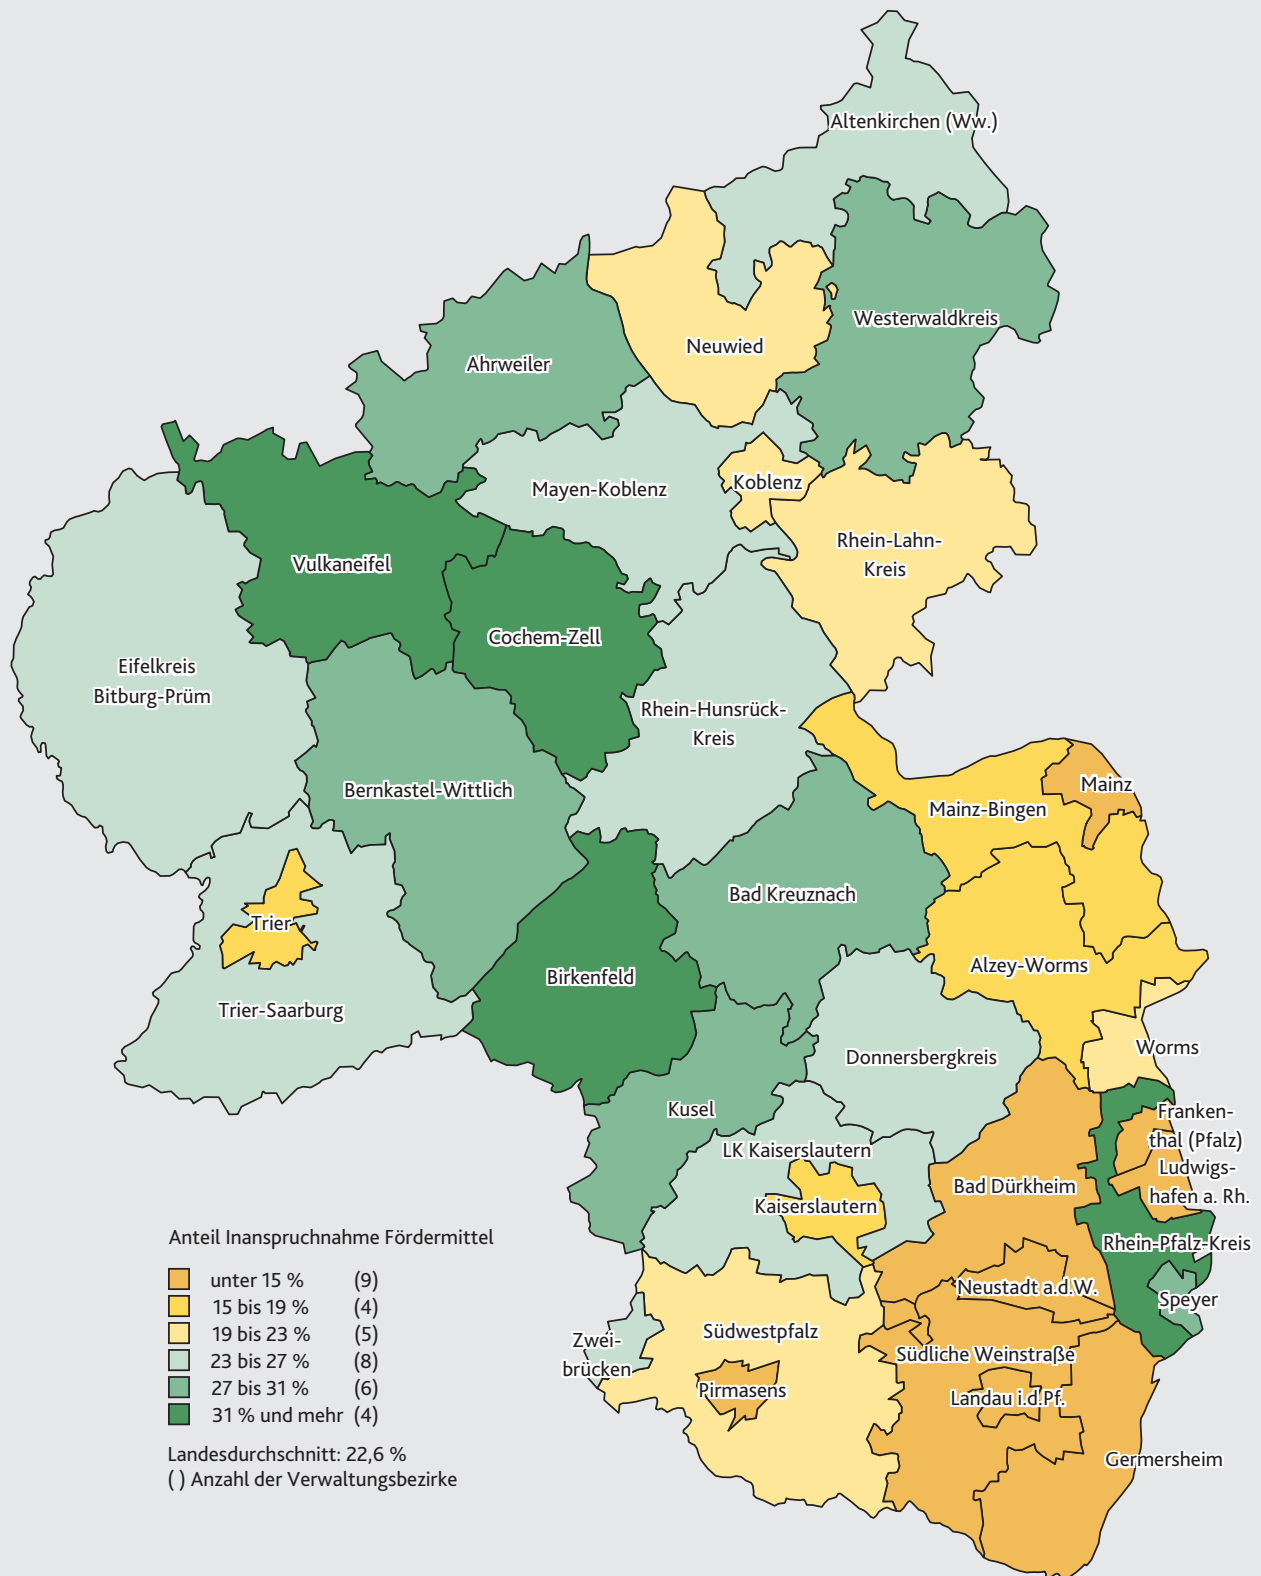 Altenkirchen (Ww.)
Westerwaldkreis
Neuwied
Ahrweiler
Koblenz
Mayen-Koblenz
Rhein-Lahn-
Kreis
Vulkaneifel
Cochem-Zell
Eifelkreis
Bitburg-Prüm
Rhein-Hunsrück-
Kreis
Mainz
Bernkastel-Wittlich
Mainz-Bingen
Bad Kreuznach
Trier
Alzey-Worms
Birkenfeld
Trier-Saarburg
Worms
Donnersbergkreis
Kusel
Franken-
thal (Pfalz)
LK Kaiserslautern
Ludwigs-
hafen a. Rh.
Bad Dürkheim
Kaiserslautern
Rhein-Pfalz-Kreis
Neustadt a.d.W.
Speyer
Südwestpfalz
Zwei-
brücken
Südliche Weinstraße
Pirmasens
Landau i.d.Pf.
Germersheim
Anteil Inanspruchnahme Fördermittel
unter 15 % (9)
15 bis 19 % (4)
19 bis 23 % (5)
23 bis 27 % (8)
27 bis 31 % (6)
31 % und mehr (4)
Landesdurchschnitt: 22,6 %
( ) Anzahl der Verwaltungsbezirke